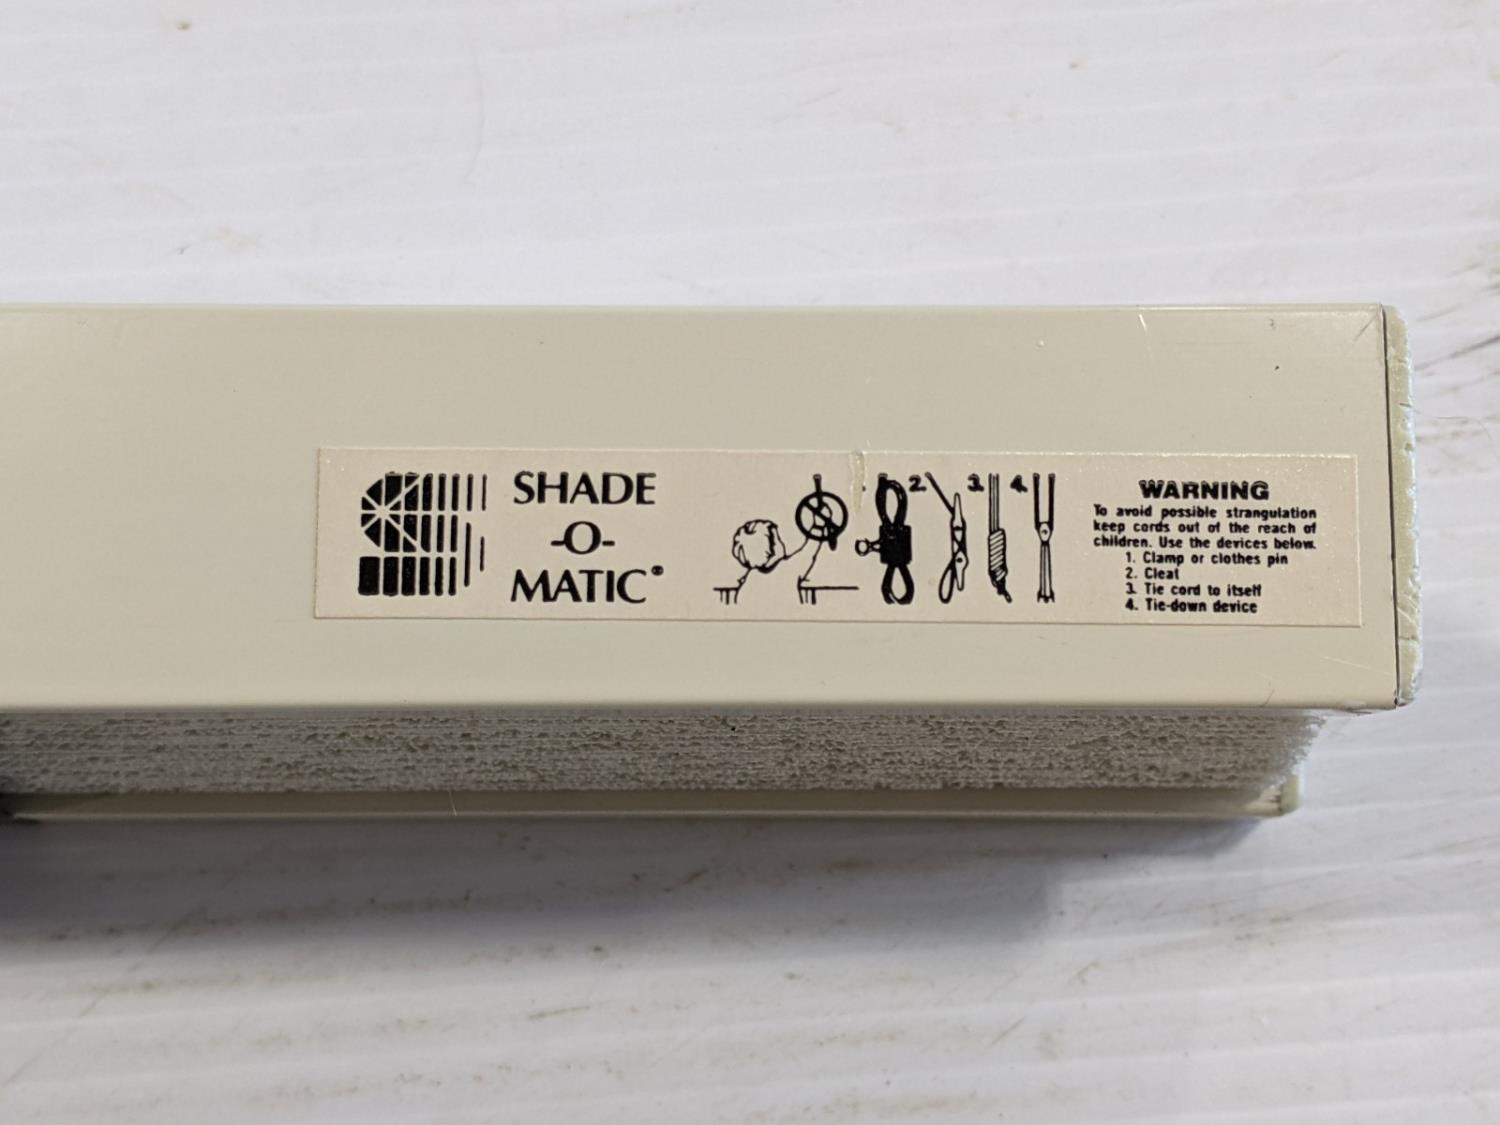 SHADE
-O-
MATIC®
2.
3.
4.
WARNING
To avoid possible strangulation
keep cords out of the reach of
children. Use the devices below.
1. Clamp or clothes pin
2. Cleat
3. Tie cord to itself
4. Tie-down device